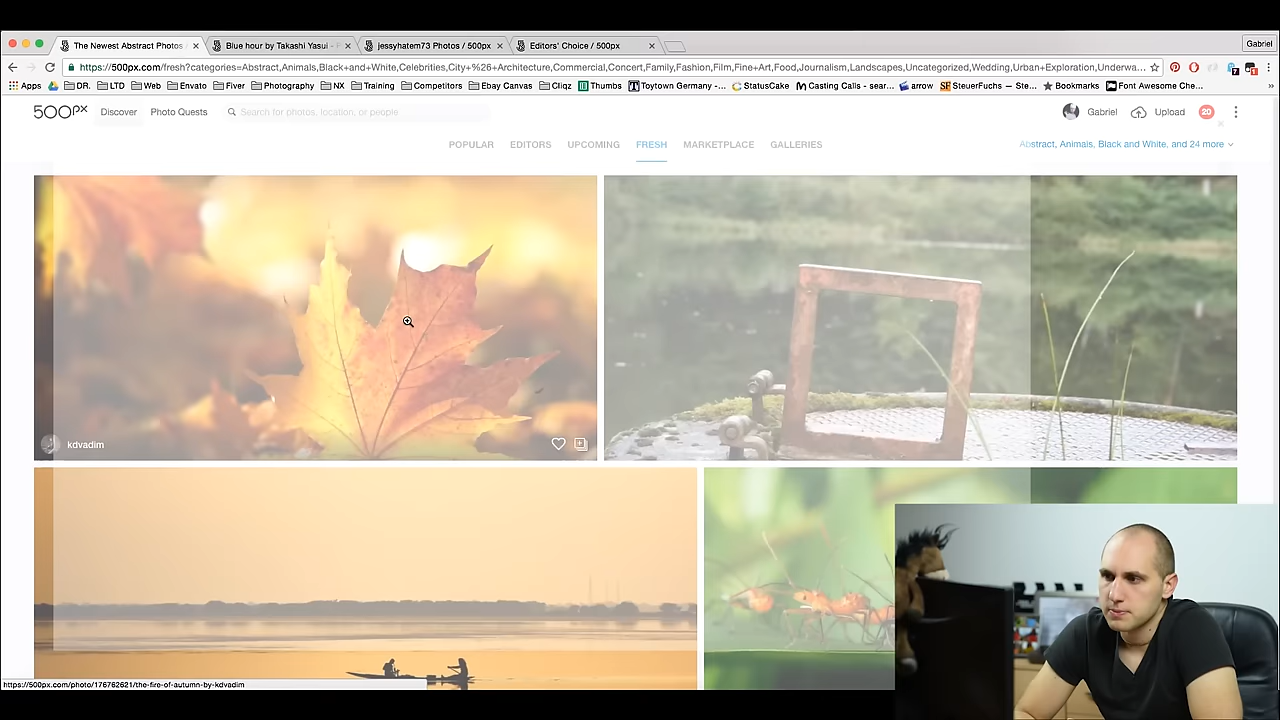 The Newest Abstract Photos
Blue hour by Takashi Yasui -
jessyhatem73 Photos / 500px
Editors' Choice / 500px
Gabriel
https://500px.com/fresh?categories=Abstract,Animals,Black+and+White,Celebrities,City+%26+Architecture,Commercial,Concert,Family,Fashion,Film,Fine+Art,Food,Journalism,Landscapes,Uncategorized,Wedding,Urban+Exploration,Underwa...
Apps DR. LTD Web Envato Fiver Photography NX Training Competitors Ebay Canvas Cliqz Thumbs Toytown Germany -... StatusCake Casting Calls - sear... arrow SteuerFuchs — Ste... Bookmarks Font Awesome Che... »
500px Discover Photo Quests Search for photos, location, or people Gabriel Upload 20
POPULAR EDITORS UPCOMING FRESH MARKETPLACE GALLERIES Abstract, Animals, Black and White, and 24 more
kdvadim
https://500px.com/photo/176762621/the-fire-of-autumn-by-kdvadim